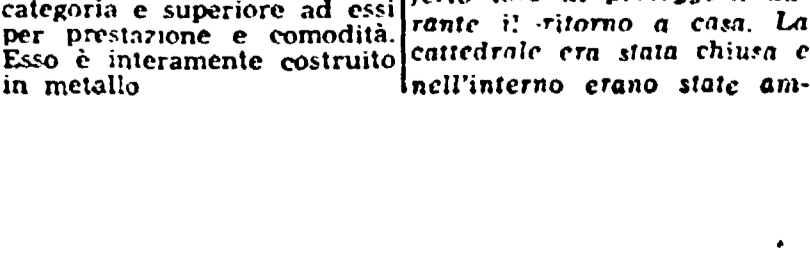 categoria e superiore ad essi
per prestazione e comodità.
Esso è interamente costruito
in metallo
rante il ritorno a casa. La
cattedrale era stata chiusa e
nell'interno erano state am-